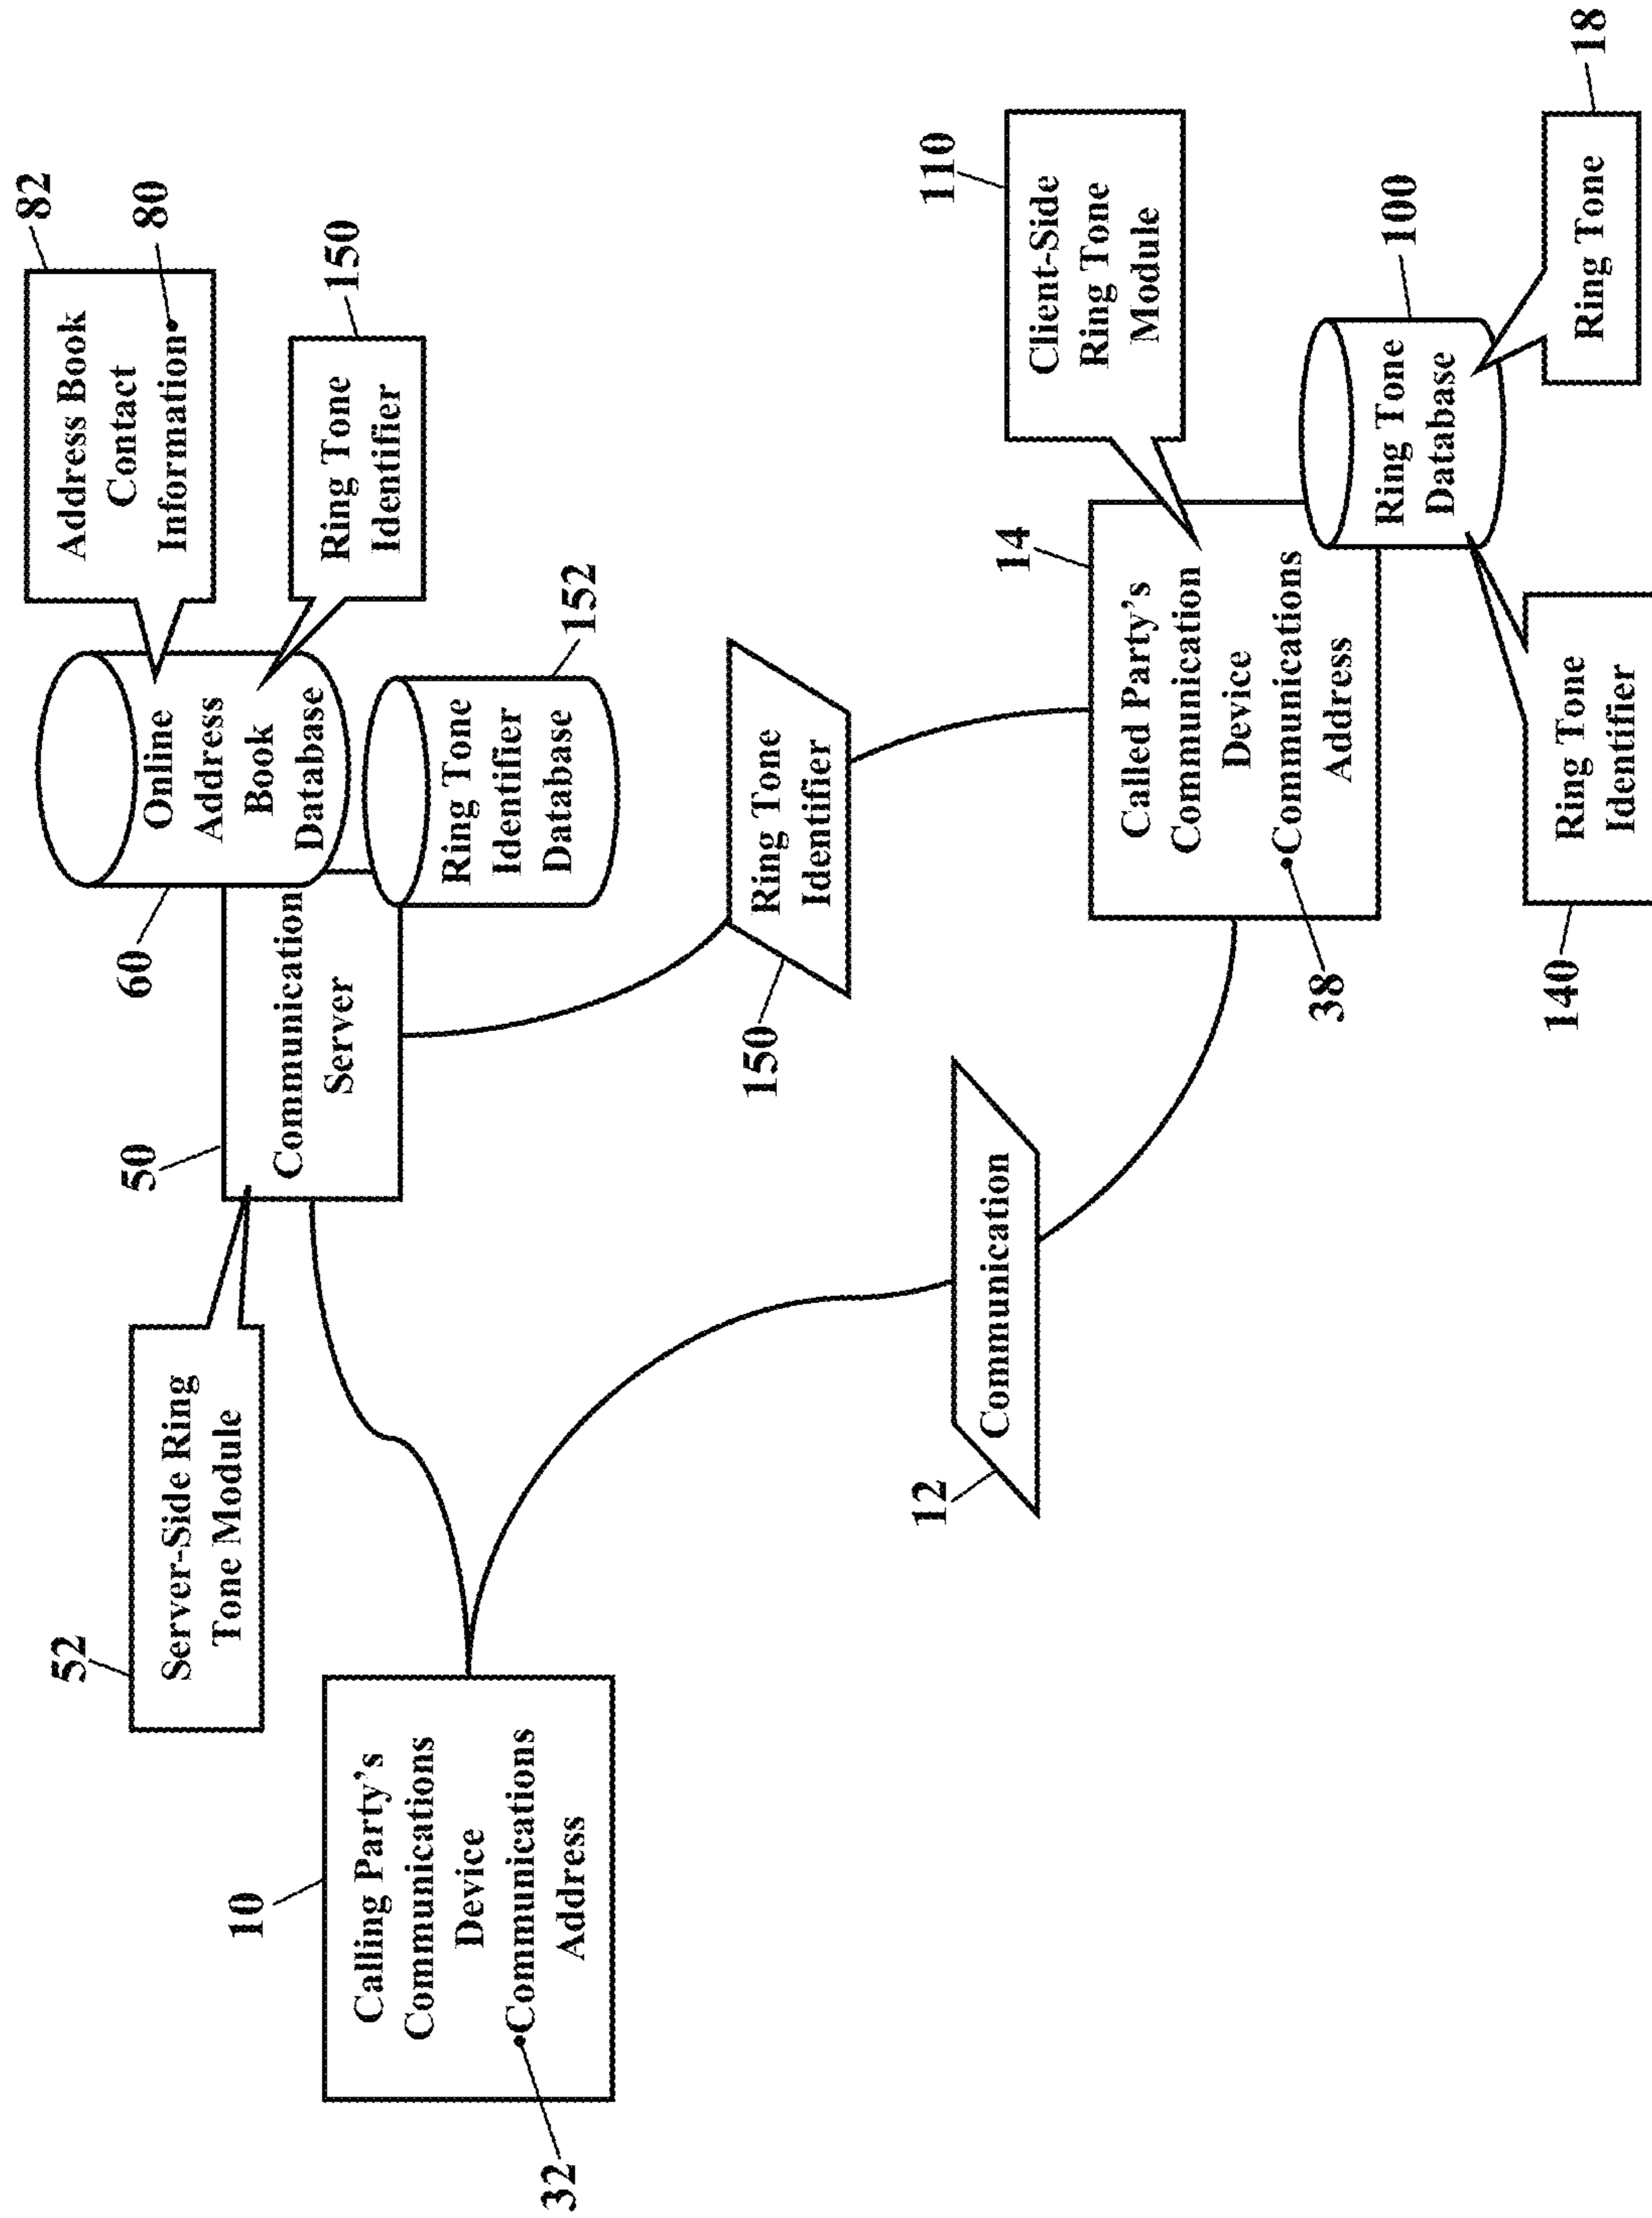 52
Server-Side Ring
Tone Module
50
Communication
Server
60
Online
Address
Book
Database
Address Book
Contact
Information
82
80
Ring Tone
Identifier
150
Ring Tone
Identifier
Database
152
10
Calling Party's
Communications
Device
Communications
Address
32
150
Ring Tone
Identifier
12
Communication
14
Called Party's
Communication
Device
Communications
Address
38
110
Client-Side
Ring Tone
Module
Ring Tone
Database
100
140
Ring Tone
Identifier
Ring Tone
18